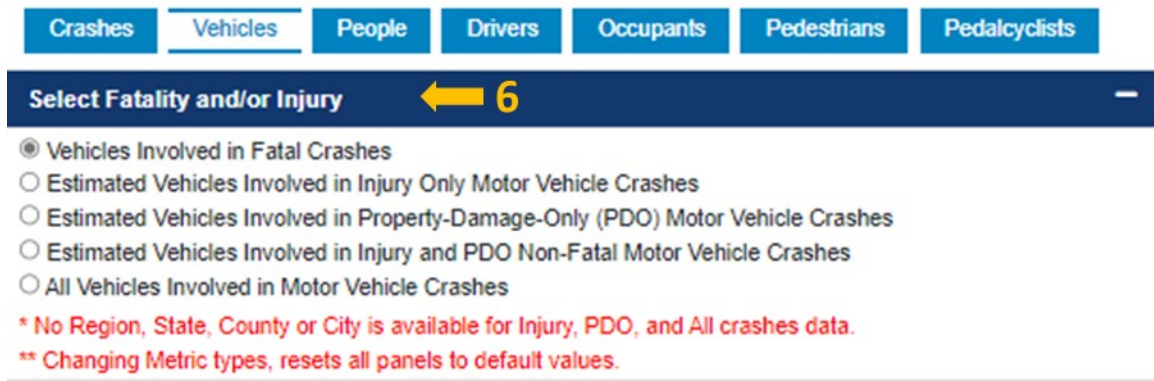 Crashes Vehicles People Drivers Occupants Pedestrians Pedalcyclists
Select Fatality and/or Injury 6
Vehicles Involved in Fatal Crashes
Estimated Vehicles Involved in Injury Only Motor Vehicle Crashes
Estimated Vehicles Involved in Property-Damage-Only (PDO) Motor Vehicle Crashes
Estimated Vehicles Involved in Injury and PDO Non-Fatal Motor Vehicle Crashes
All Vehicles Involved in Motor Vehicle Crashes
* No Region, State, County or City is available for Injury, PDO, and All crashes data.
** Changing Metric types, resets all panels to default values.